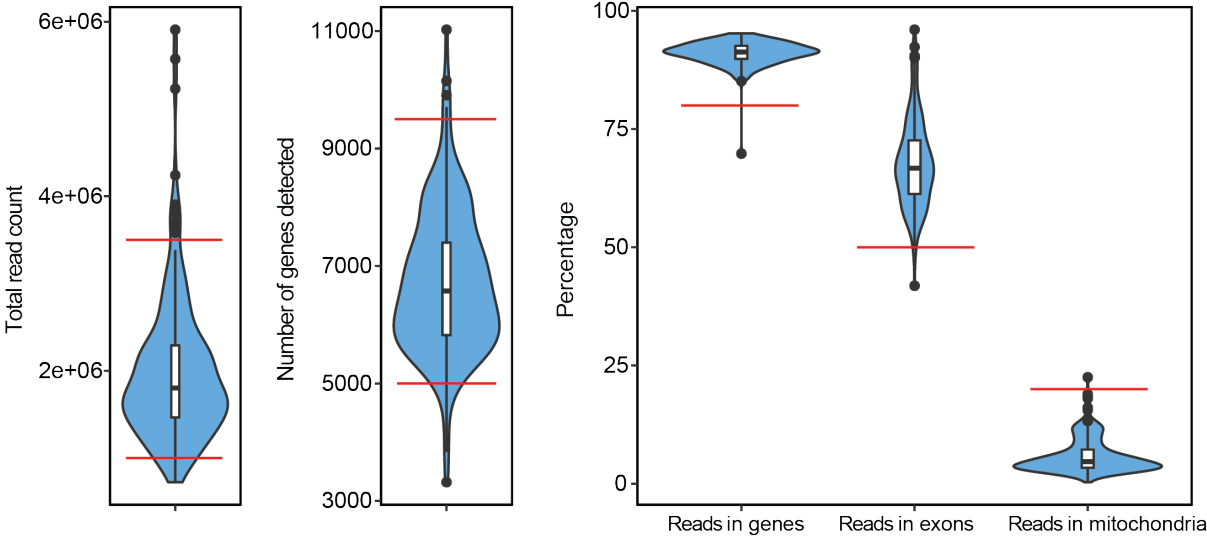 Total read count
6e+06
4e+06
2e+06
Number of genes detected
11000
9000
7000
5000
3000
Percentage
100
75
50
25
0
Reads in genes
Reads in exons
Reads in mitochondria